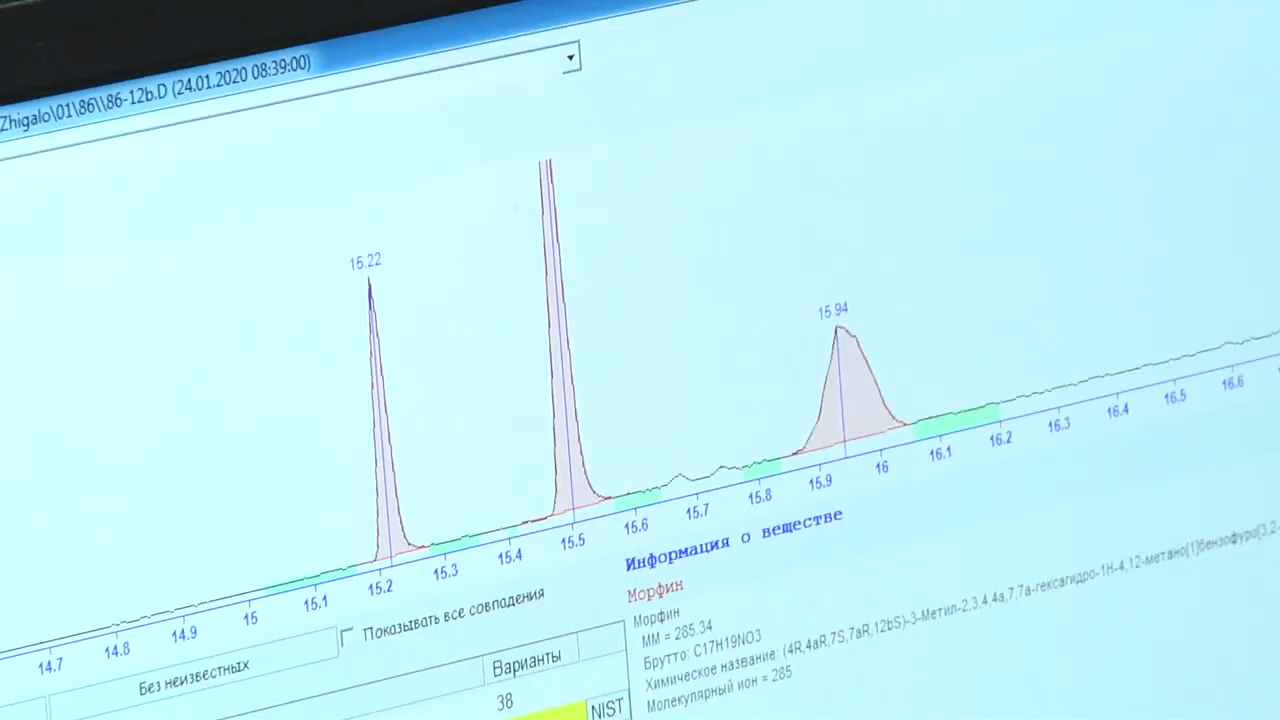 Zhigalo\01\86\\86-12b.D (24.01.2020 08:39:00)
15.22
15.94
14.7 14.8 14.9 15 15.1 15.2 15.3 15.4 15.5 15.6 15.7 15.8 15.9 16 16.1 16.2 16.3 16.4 16.5 16.6
Информация о веществе
Морфин
Морфин
ММ = 285.34
Брутто: C17H19NO3
Химическое название: (4R,4aR,7S,7aR,12bS)-3-Метил-2,3,4,4a,7,7a-гексагидро-1H-4,12-метано[1]бензофуро[3,2-
Молекулярный ион = 285
Показывать все совпадения
Без неизвестных
Варианты
38
NIST